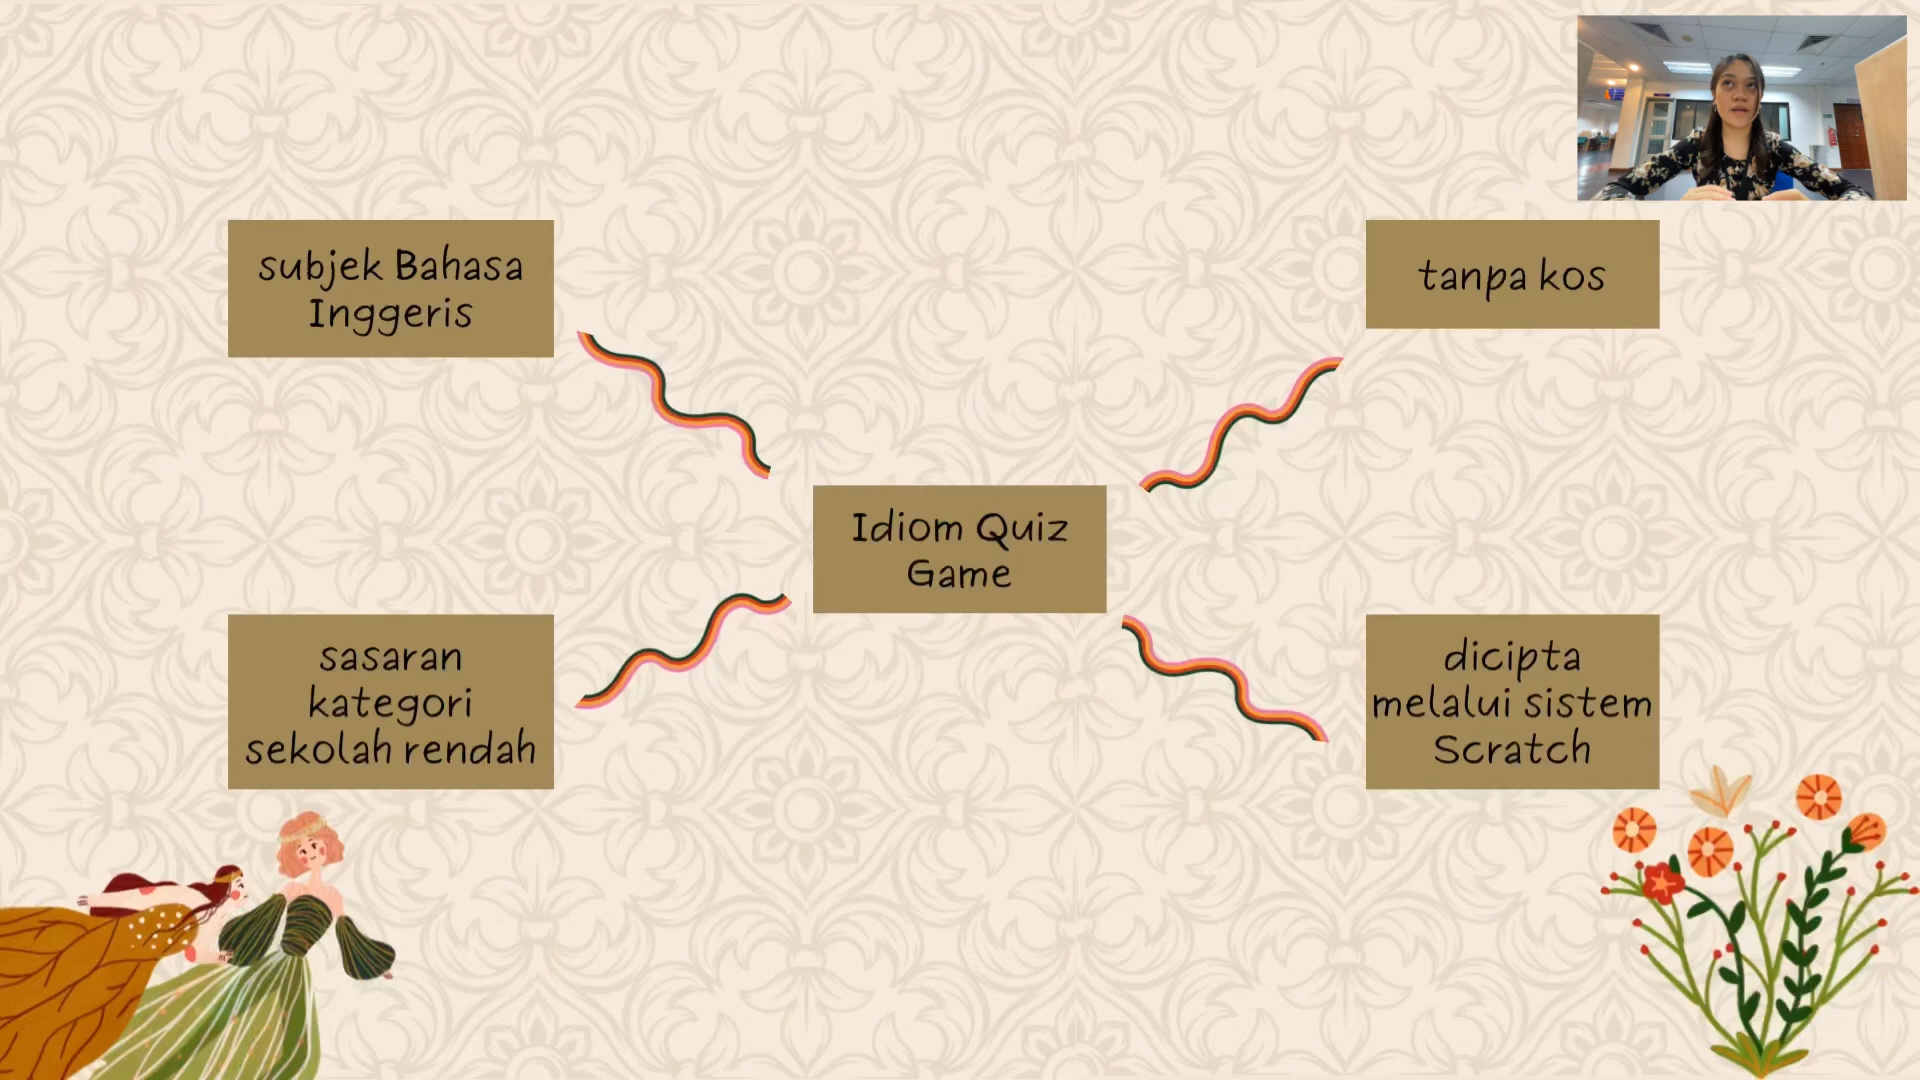 subjek Bahasa
Inggeris
tanpa kos
Idiom Quiz
Game
sasaran
kategori
sekolah rendah
dicipta
melalui sistem
Scratch